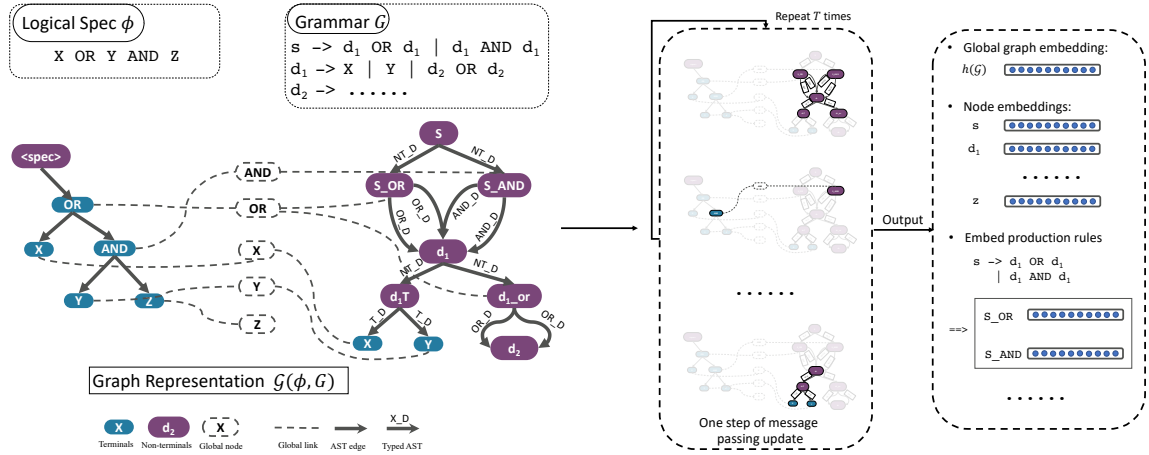 Logical Spec ϕ
X OR Y AND Z
Grammar G
s -> d₁ OR d₁ | d₁ AND d₁
d₁ -> X | Y | d₂ OR d₂
d₂ -> ......
<spec>
OR
X
AND
Y
Z
AND
OR
X
Y
Z
S
NT_D
NT_D
S_OR
S_AND
OR_D
OR_D
AND_D
AND_D
d₁
NT_D
NT_D
d₁T
d₁_or
T_D
T_D
OR_D
OR_D
X
Y
d₂
Graph Representation 𝒢(ϕ, G)
X
Terminals
d₂
Non-terminals
X
Global node
Global link
AST edge
X_D
Typed AST
Repeat T times
......
One step of message
passing update
Output
• Global graph embedding:
h(𝒢)
• Node embeddings:
s
d₁
......
z
• Embed production rules
s -> d₁ OR d₁
| d₁ AND d₁
==>
S_OR
S_AND
......